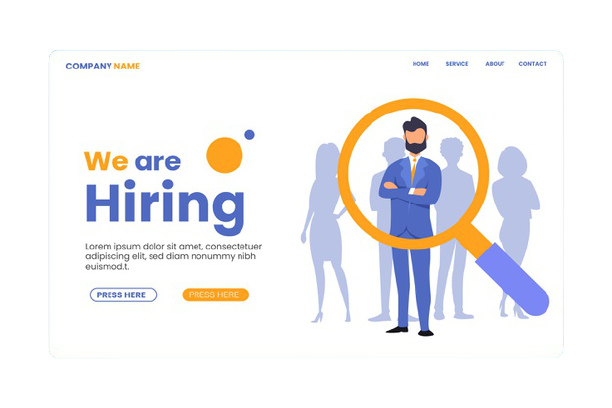 COMPANY NAME
HOME SERVICE ABOUT CONTACT
We are
Hiring
Lorem ipsum dolor sit amet, consectetuer
adipiscing elit, sed diam nonummy nibh
euismod.t.
PRESS HERE PRESS HERE